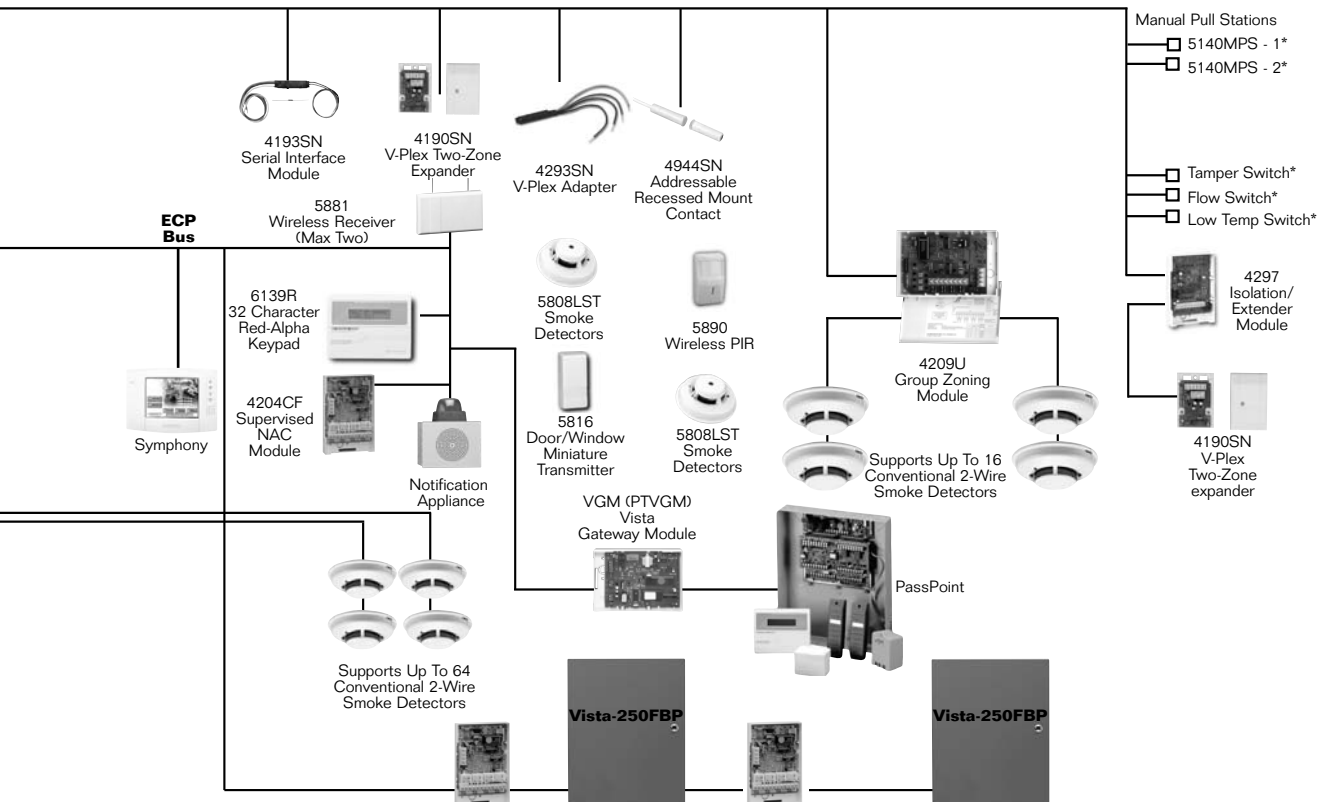 Manual Pull Stations
5140MPS - 1*
5140MPS - 2*
4193SN
Serial Interface
Module
4190SN
V-Plex Two-Zone
Expander
4293SN
V-Plex Adapter
4944SN
Addressable
Recessed Mount
Contact
Tamper Switch*
Flow Switch*
Low Temp Switch*
ECP
Bus
5881
Wireless Receiver
(Max Two)
6139R
32 Character
Red-Alpha
Keypad
5808LST
Smoke
Detectors
5890
Wireless PIR
4297
Isolation/
Extender
Module
4209U
Group Zoning
Module
Symphony
4204CF
Supervised
NAC
Module
Notification
Appliance
5816
Door/Window
Miniature
Transmitter
5808LST
Smoke
Detectors
Supports Up To 16
Conventional 2-Wire
Smoke Detectors
4190SN
V-Plex
Two-Zone
expander
VGM (PTVGM)
Vista
Gateway Module
PassPoint
Supports Up To 64
Conventional 2-Wire
Smoke Detectors
Vista-250FBP
Vista-250FBP